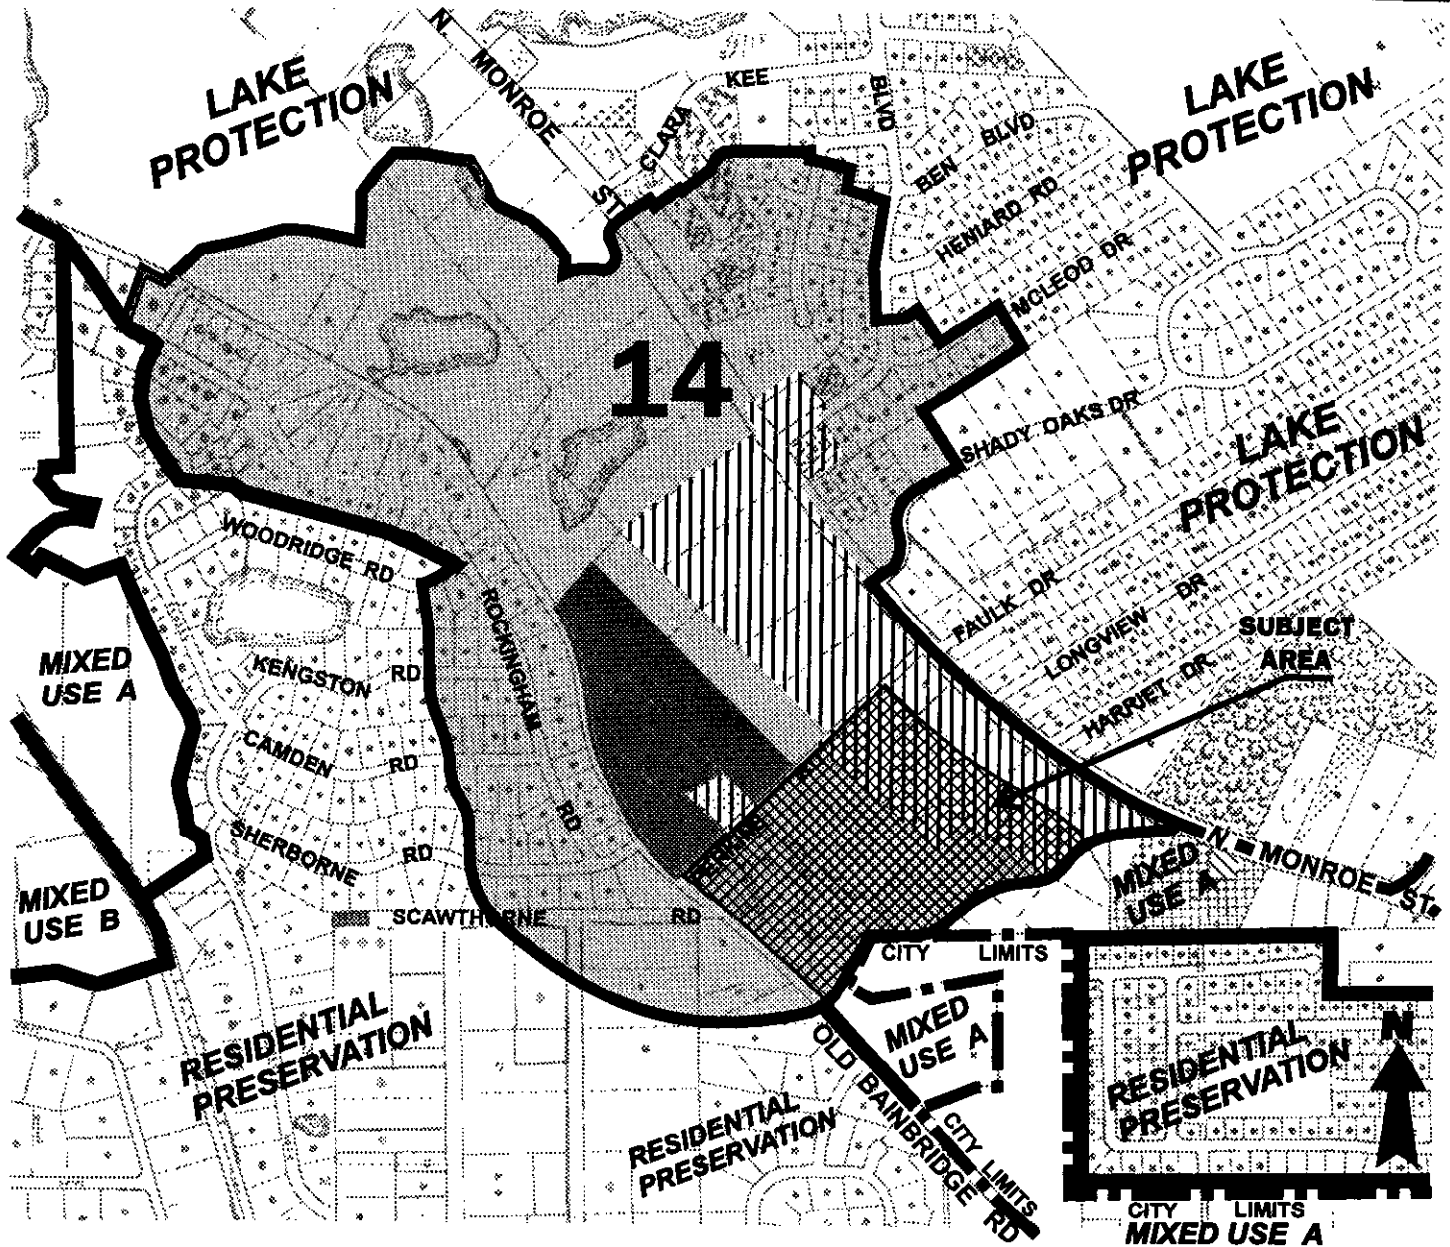 N. MONROE ST
LAKE
PROTECTION
KEE
BLVD
CLARA
BEN BLVD
HENIARD RD
MCLEOD DR
LAKE
PROTECTION
14
SHADY OAKS DR
LAKE
PROTECTION
WOODRIDGE RD
ROCKINGHAM RD
FAULK DR
LONGVIEW DR
HARRIET DR
SUBJECT
AREA
MIXED
USE A
KENGSTON RD
CAMDEN RD
SHERBORNE RD
MIXED
USE B
SCAWTHORNE RD
MIXED
USE A
N. MONROE ST.
CITY LIMITS
MIXED
USE A
RESIDENTIAL
PRESERVATION
RESIDENTIAL
PRESERVATION
OLD BAINBRIDGE RD
CITY LIMITS
RESIDENTIAL
PRESERVATION
N
CITY LIMITS
MIXED USE A